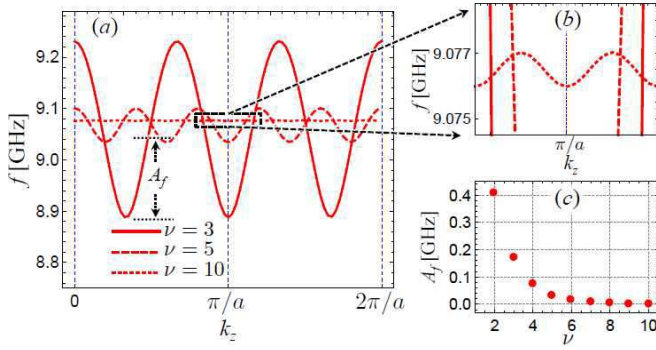 (a)
f [GHz]
9.2
9.1
9.0
8.9
8.8
A_f
ν = 3
ν = 5
ν = 10
0
π/a
2π/a
k_z
(b)
f [GHz]
9.077
9.075
π/a
k_z
(c)
A_f [GHz]
0.4
0.3
0.2
0.1
0.0
2
4
6
8
10
ν